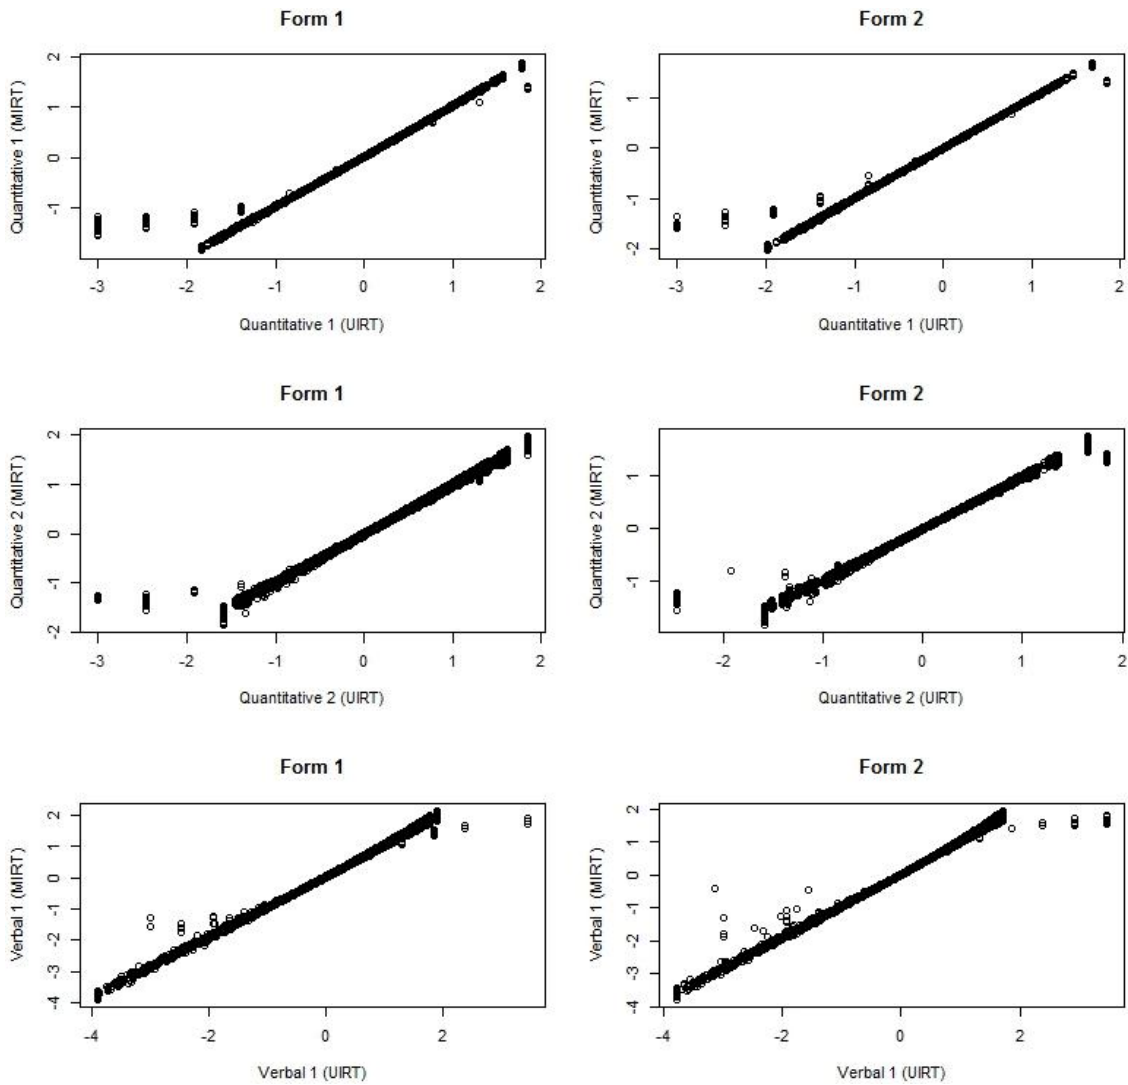 Form 1
Form 2
Quantitative 1 (MIRT)
2
1
0
-1
-3 -2 -1 0 1 2
Quantitative 1 (UIRT)
Quantitative 1 (MIRT)
1
0
-1
-2
-3 -2 -1 0 1 2
Quantitative 1 (UIRT)
Form 1
Form 2
Quantitative 2 (MIRT)
2
1
0
-1
-2
-3 -2 -1 0 1 2
Quantitative 2 (UIRT)
Quantitative 2 (MIRT)
1
0
-1
-2 -1 0 1 2
Quantitative 2 (UIRT)
Form 1
Form 2
Verbal 1 (MIRT)
2
1
0
-1
-2
-3
-4
-4 -2 0 2
Verbal 1 (UIRT)
Verbal 1 (MIRT)
2
1
0
-1
-2
-3
-4
-4 -2 0 2
Verbal 1 (UIRT)